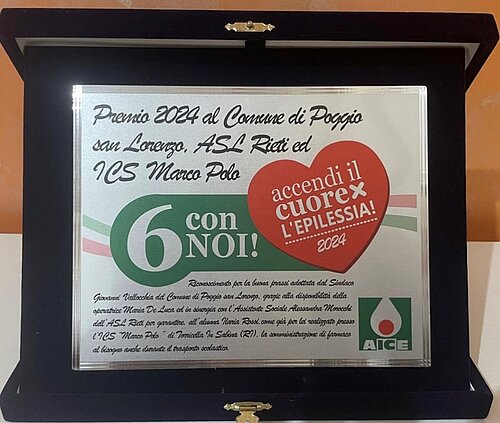 Premio 2024 al Comune di Poggio
san Lorenzo, ASL Rieti ed
ICS Marco Polo
6 con
NOI!
accendi il
cuore x
L'EPILESSIA!
2024
Riconoscimento per la buona prassi adottata dal Sindaco
Giovanni Valloccchia del Comune di Poggio san Lorenzo, grazie alla disponibilità della
operatrice Maria De Luca ed in sinergia con l'Assistente Sociale Alessandra Marocchi
dell'ASL Rieti per garantire, all alunna Ilaria Rossi,come già per lei realizzato presso
l'ICS "Marco Polo " di Torricella In Sabina (RI), la somministrazione di farmaco
al bisogno anche durante il trasporto scolastico.
AICE